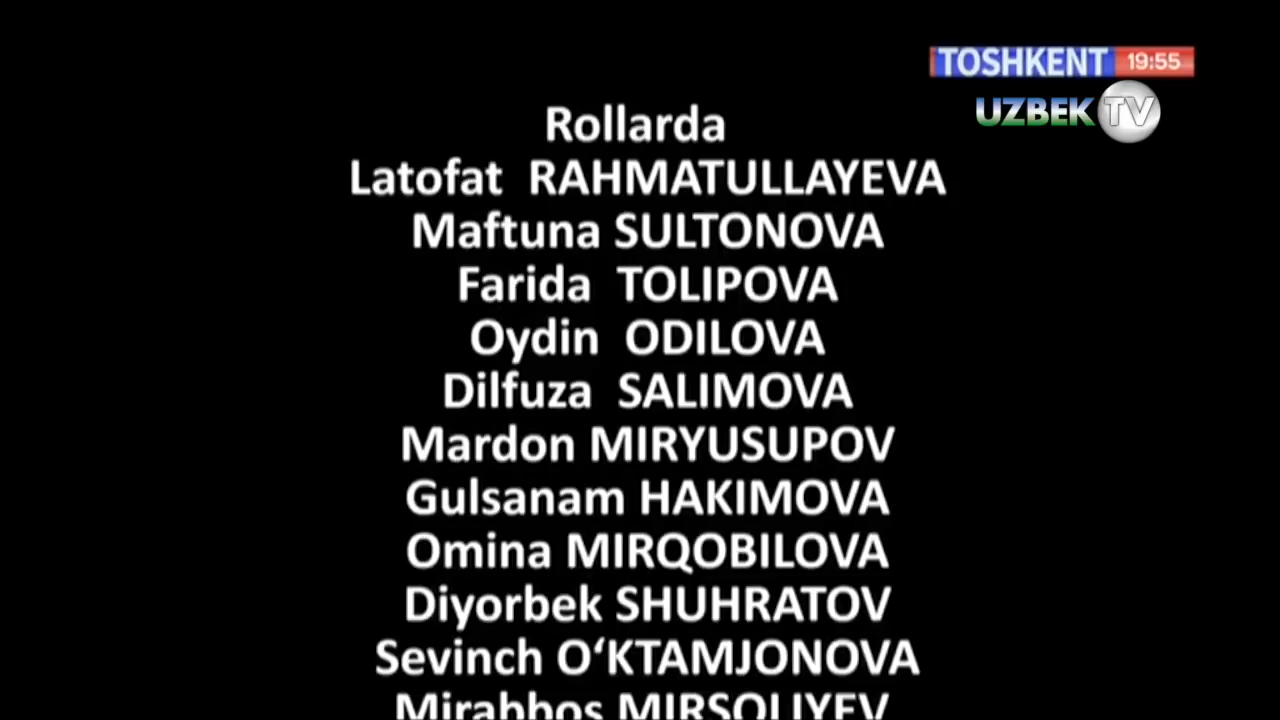 TOSHKENT 19:55
UZBEK TV
Rollarda
Latofat RAHMATULLAYEVA
Maftuna SULTONOVA
Farida TOLIPOVA
Oydin ODILOVA
Dilfuza SALIMOVA
Mardon MIRYUSUPOV
Gulsanam HAKIMOVA
Omina MIRQOBILOVA
Diyorbek SHUHRATOV
Sevinch O‘KTAMJONOVA
Mirabbos